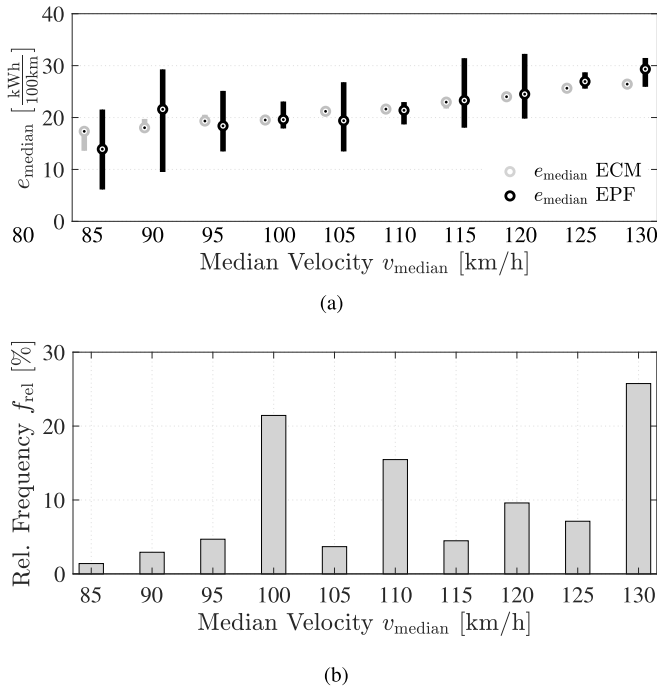 40
30
20
10
0
e_median [kWh/100km]
e_median ECM
e_median EPF
80 85 90 95 100 105 110 115 120 125 130
Median Velocity v_median [km/h]
(a)
30
20
10
0
Rel. Frequency f_rel [%]
85 90 95 100 105 110 115 120 125 130
Median Velocity v_median [km/h]
(b)